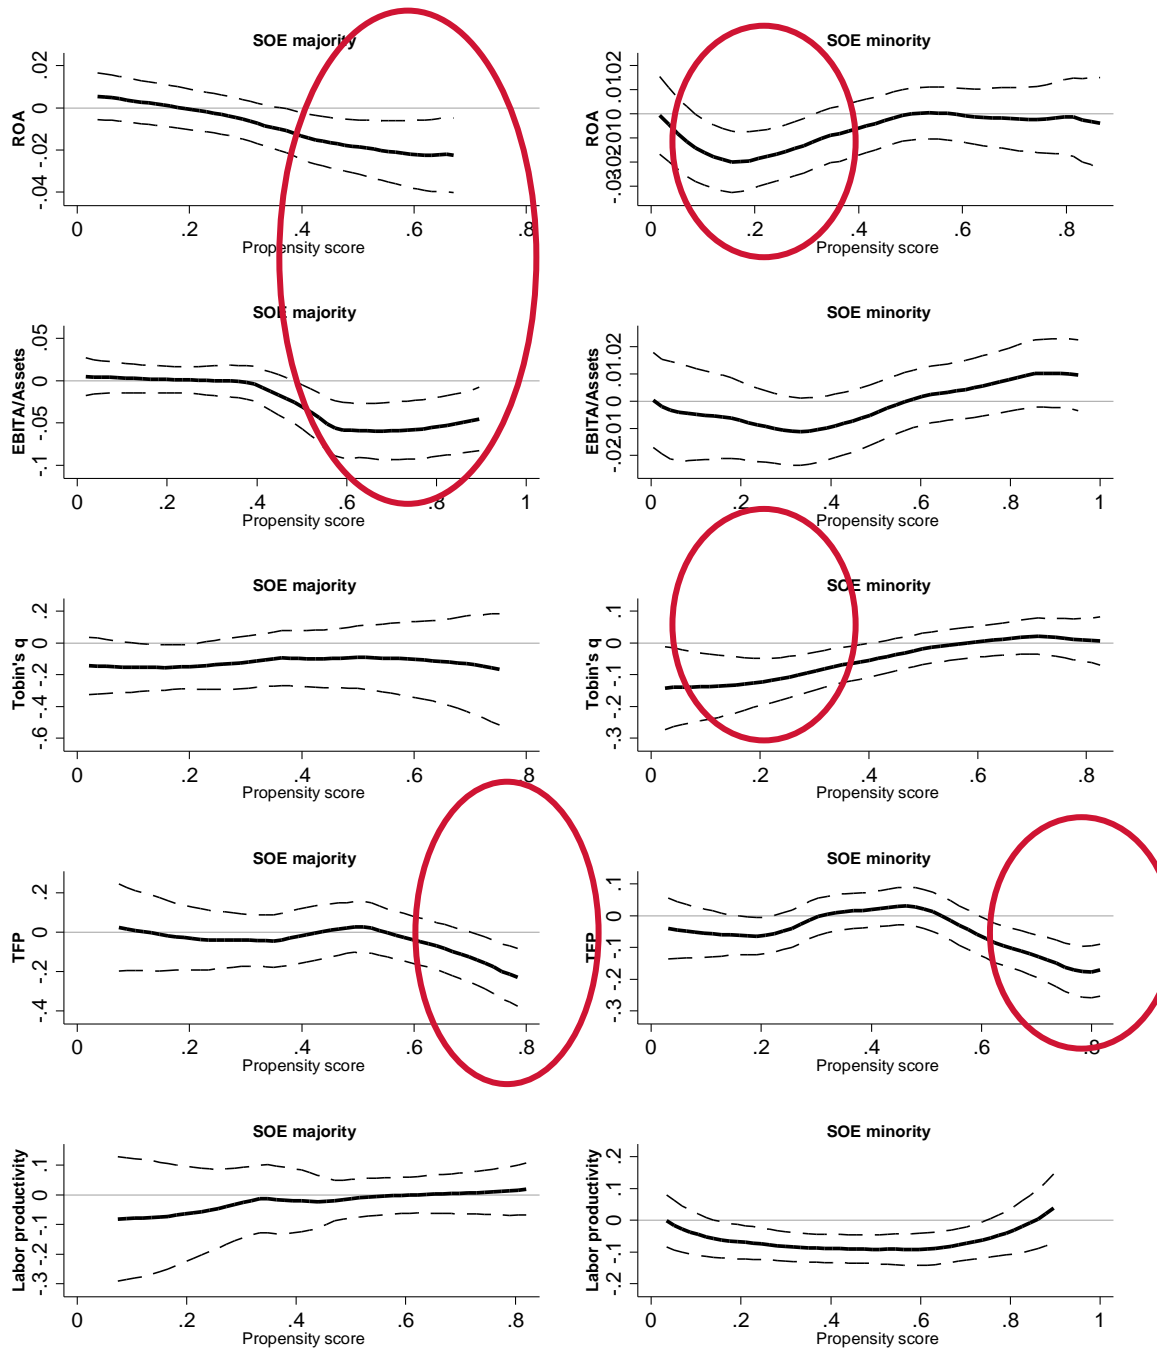 SOE majority
ROA
.02
0
-.02
-.04
0 .2 .4 .6 .8
Propensity score
SOE minority
ROA
.02
.01
0
-.01
-.02
-.03
0 .2 .4 .6 .8
Propensity score
SOE majority
EBITA/Assets
.05
0
-.05
-.1
0 .2 .4 .6 .8 1
Propensity score
SOE minority
EBITA/Assets
.02
.01
0
-.01
-.02
0 .2 .4 .6 .8 1
Propensity score
SOE majority
Tobin's q
.2
0
-.2
-.4
-.6
0 .2 .4 .6 .8
Propensity score
SOE minority
Tobin's q
.1
0
-.1
-.2
-.3
0 .2 .4 .6 .8
Propensity score
SOE majority
TFP
.2
0
-.2
-.4
0 .2 .4 .6 .8
Propensity score
SOE minority
TFP
.1
0
-.1
-.2
-.3
0 .2 .4 .6 .8
Propensity score
SOE majority
Labor productivity
.1
0
-.1
-.2
-.3
0 .2 .4 .6 .8
Propensity score
SOE minority
Labor productivity
.2
.1
0
-.1
-.2
0 .2 .4 .6 .8 1
Propensity score